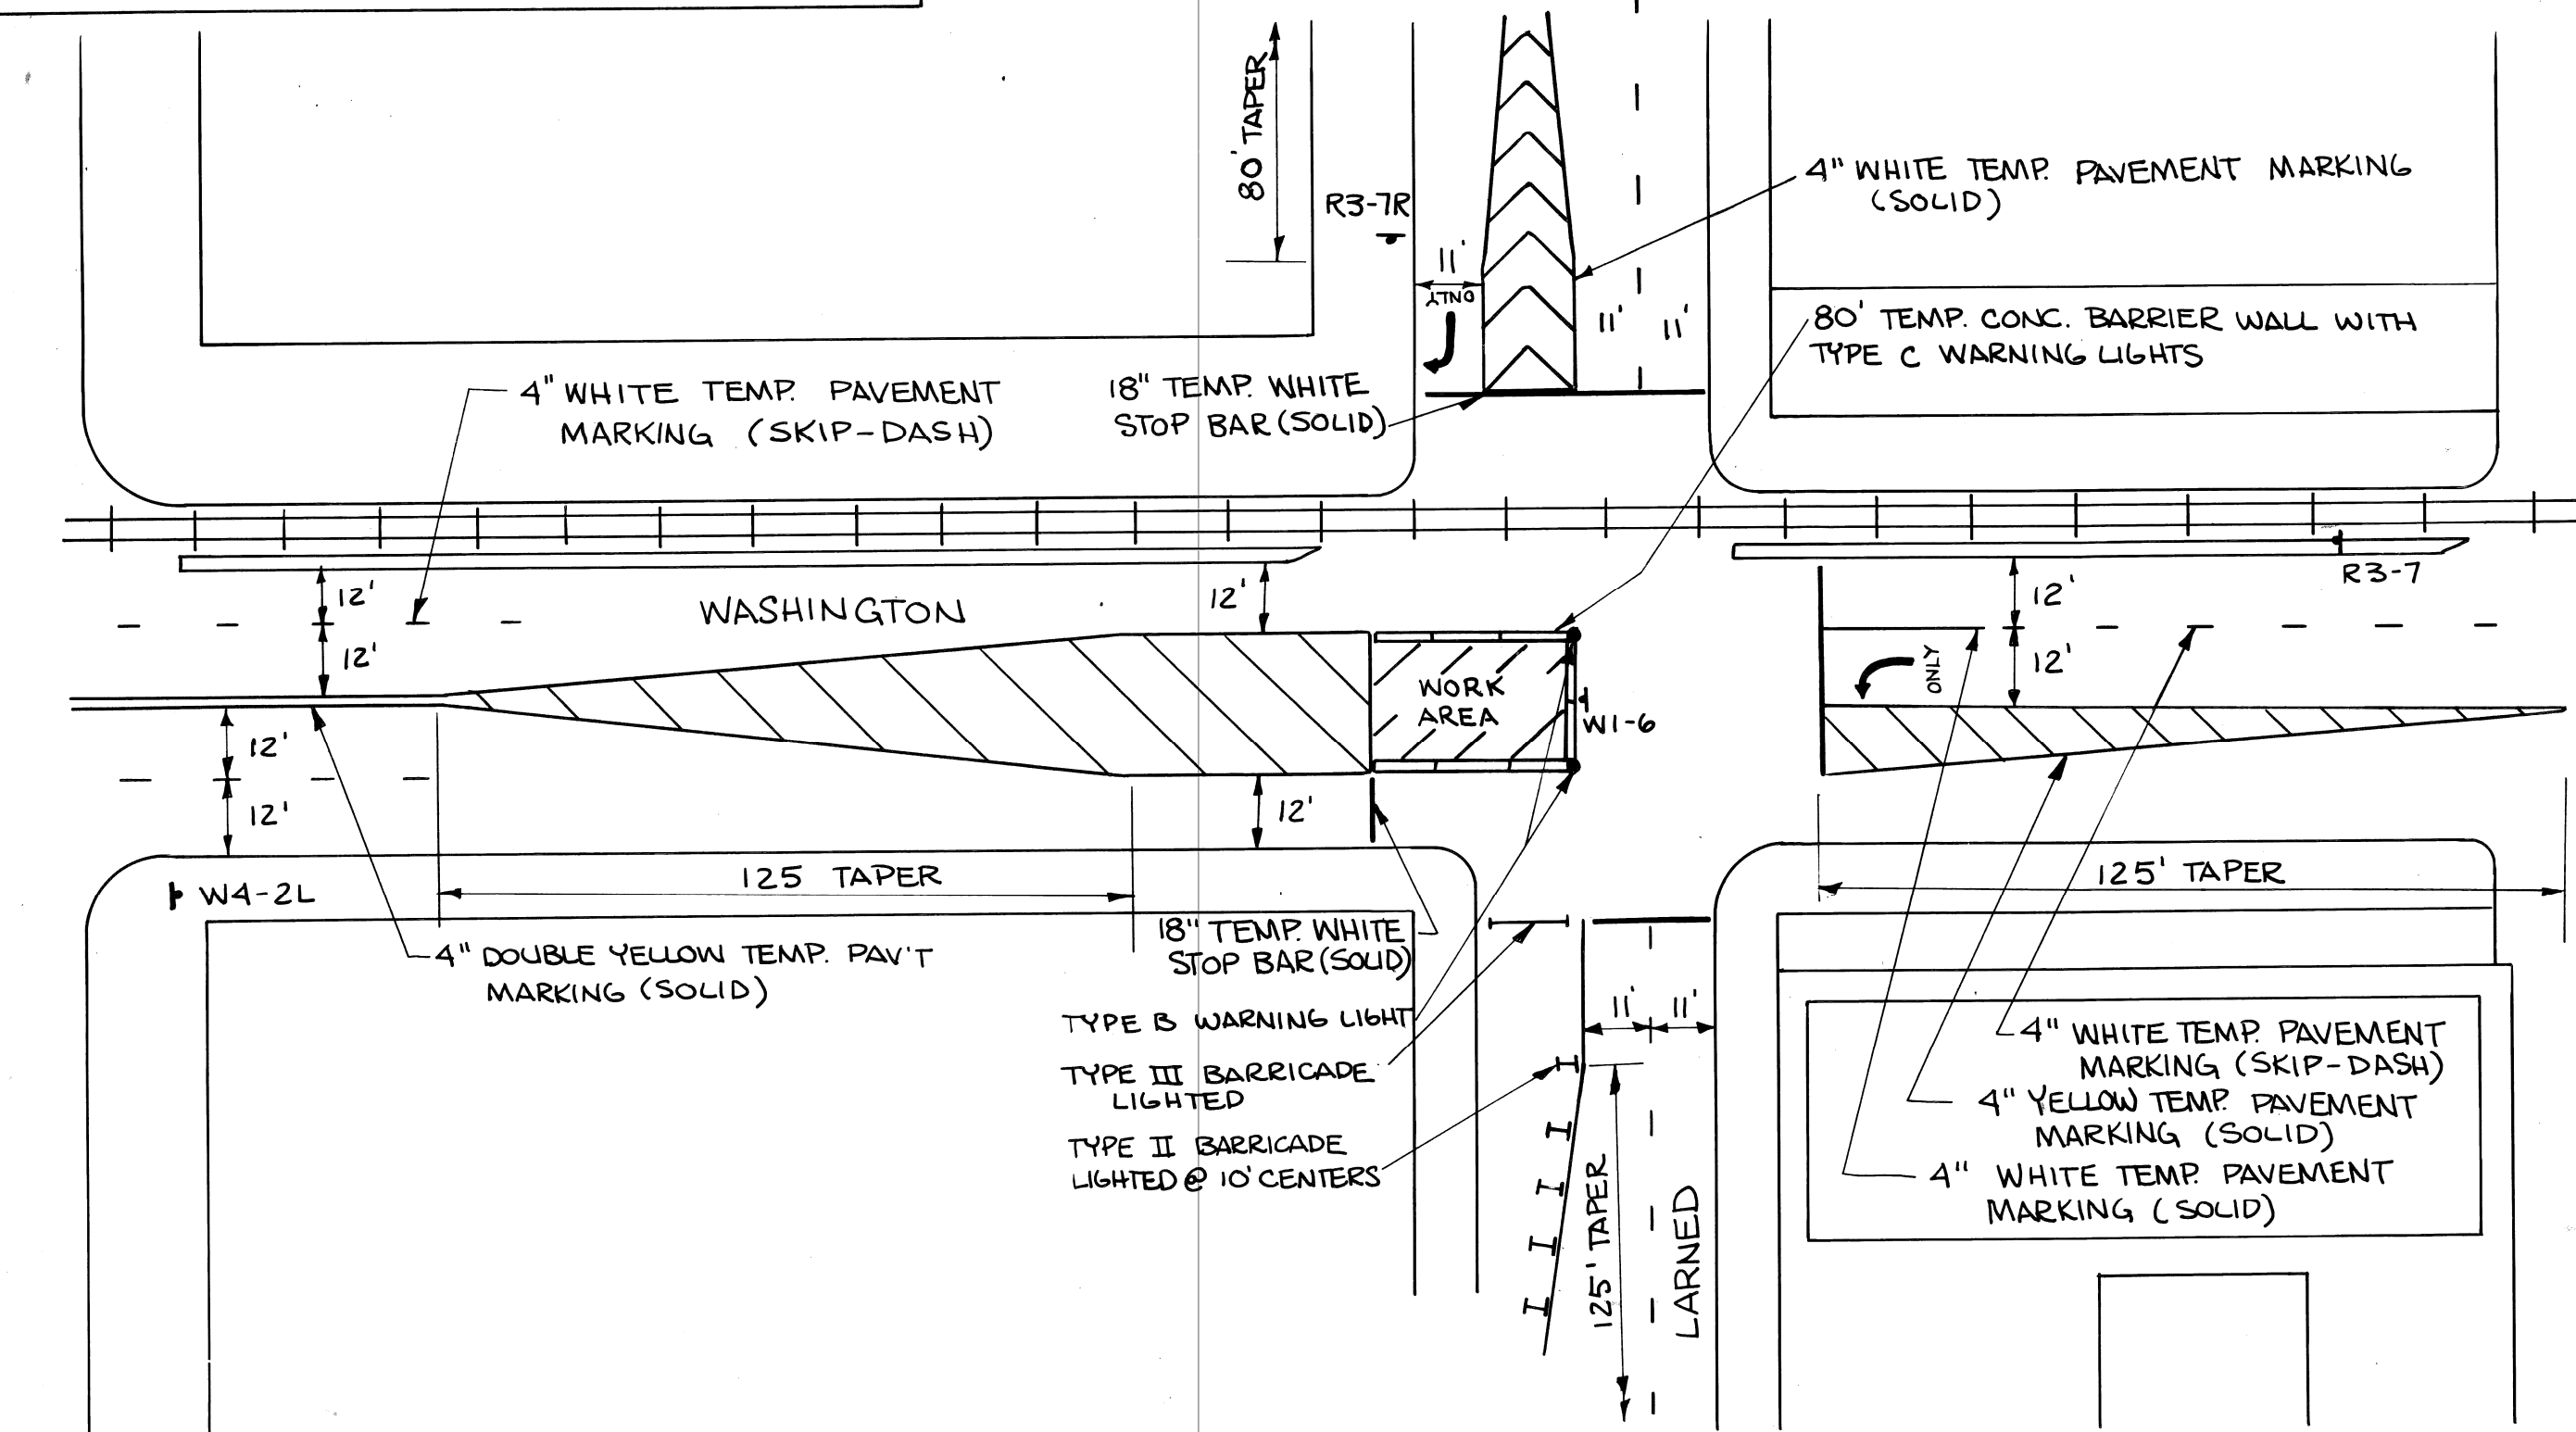 80' TAPER
R3-7R
11'
ONLY
11'
11'
4" WHITE TEMP. PAVEMENT MARKING
(SOLID)
80' TEMP. CONC. BARRIER WALL WITH
TYPE C WARNING LIGHTS
4" WHITE TEMP. PAVEMENT
MARKING (SKIP-DASH)
18" TEMP. WHITE
STOP BAR (SOLID)
12'
12'
WASHINGTON
12'
12'
12'
R3-7
ONLY
WORK
AREA
W1-6
12'
12'
12'
W4-2L
125 TAPER
125' TAPER
4" DOUBLE YELLOW TEMP. PAV'T
MARKING (SOLID)
18" TEMP. WHITE
STOP BAR (SOLID)
TYPE B WARNING LIGHT
TYPE III BARRICADE
LIGHTED
TYPE II BARRICADE
LIGHTED @ 10' CENTERS
11'
11'
125' TAPER
LARNED
4" WHITE TEMP. PAVEMENT
MARKING (SKIP-DASH)
4" YELLOW TEMP. PAVEMENT
MARKING (SOLID)
4" WHITE TEMP. PAVEMENT
MARKING (SOLID)